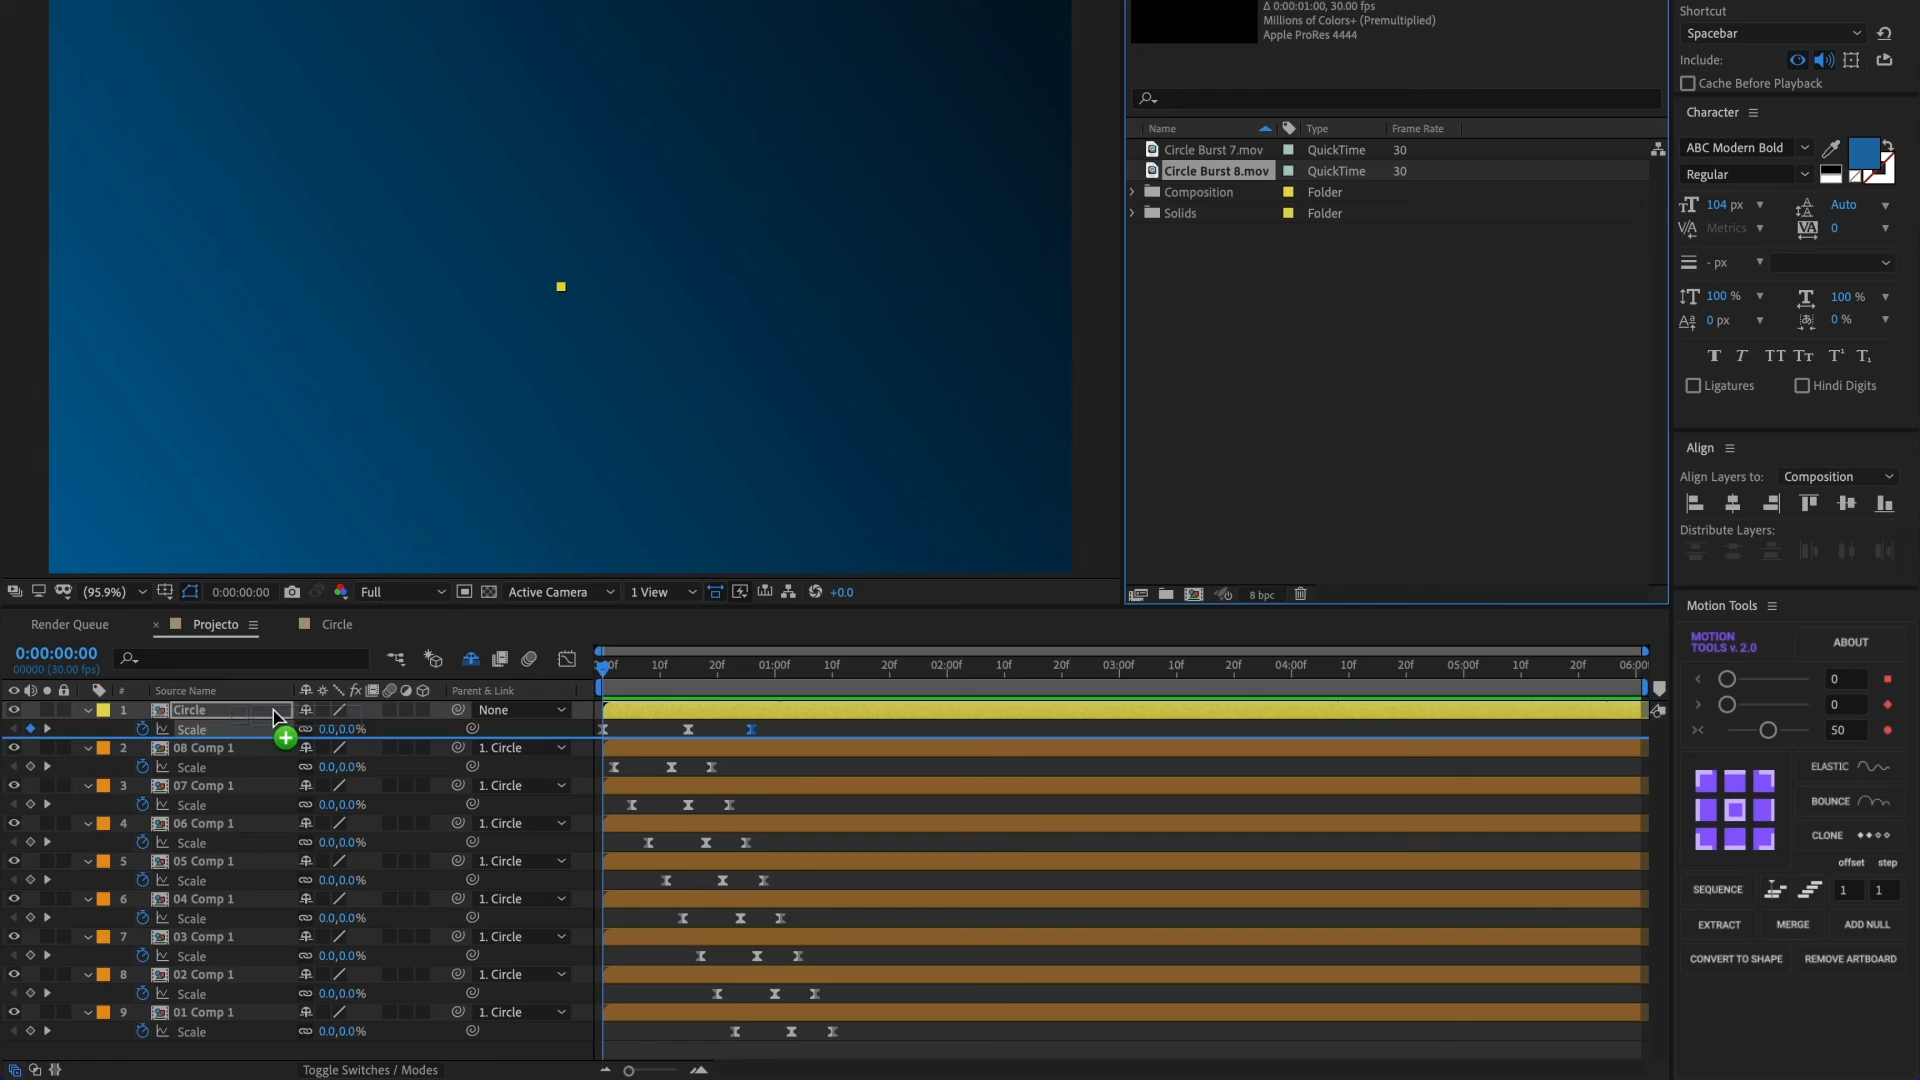 Δ 0:00:01:00, 30.00 fps
Millions of Colors+ (Premultiplied)
Apple ProRes 4444
Name Type Frame Rate
Circle Burst 7.mov QuickTime 30
Circle Burst 8.mov QuickTime 30
Composition Folder
Solids Folder
8 bpc
Shortcut
Spacebar
Include:
Cache Before Playback
Character
ABC Modern Bold
Regular
104 px Auto
Metrics 0
- px
100 % 100 %
0 px 0 %
T T TT Tт T¹ T₁
Ligatures Hindi Digits
Align
Align Layers to: Composition
Distribute Layers:
(95.9%) 0:00:00:00 Full Active Camera 1 View +0.0
Render Queue × Projecto Circle
0:00:00:00
00000 (30.00 fps)
10f 20f 01:00f 10f 20f 02:00f 10f 20f 03:00f 10f 20f 04:00f 10f 20f 05:00f 10f 20f 06:00f
# Source Name fx Parent & Link
1 Circle None
Scale 0.0,0.0%
2 08 Comp 1 1. Circle
Scale 0.0,0.0%
3 07 Comp 1 1. Circle
Scale 0.0,0.0%
4 06 Comp 1 1. Circle
Scale 0.0,0.0%
5 05 Comp 1 1. Circle
Scale 0.0,0.0%
6 04 Comp 1 1. Circle
Scale 0.0,0.0%
7 03 Comp 1 1. Circle
Scale 0.0,0.0%
8 02 Comp 1 1. Circle
Scale 0.0,0.0%
9 01 Comp 1 1. Circle
Scale 0.0,0.0%
Toggle Switches / Modes
Motion Tools
MOTION
TOOLS v. 2.0
ABOUT
0
0
50
ELASTIC
BOUNCE
CLONE
offset step
SEQUENCE 1 1
EXTRACT MERGE ADD NULL
CONVERT TO SHAPE REMOVE ARTBOARD